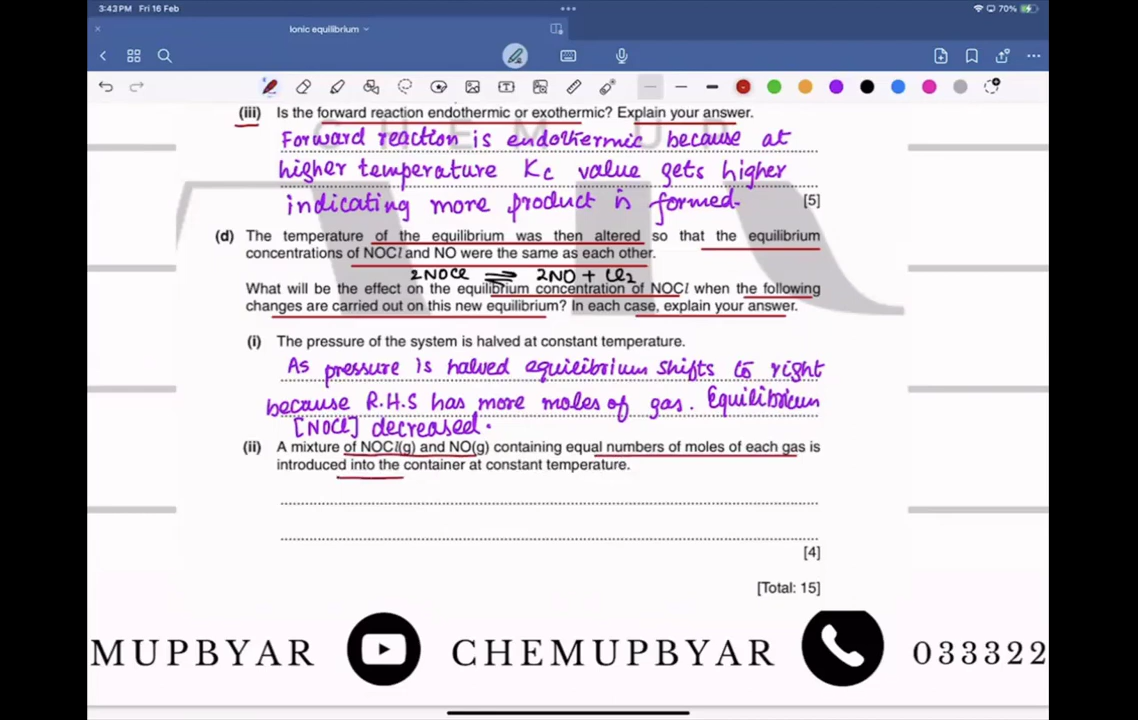 3:43 PM Fri 16 Feb
70%
Ionic equilibrium
(iii) Is the forward reaction endothermic or exothermic? Explain your answer.
Forward reaction is endothermic because at
higher temperature Kc value gets higher
indicating more product is formed. [5]
(d) The temperature of the equilibrium was then altered so that the equilibrium
concentrations of NOCl and NO were the same as each other.
2NOCl ⇌ 2NO + Cl2
What will be the effect on the equilibrium concentration of NOCl when the following
changes are carried out on this new equilibrium? In each case, explain your answer.
(i) The pressure of the system is halved at constant temperature.
As pressure is halved equilibrium shifts to right
because R.H.S has more moles of gas. Equilibrium
[NOCl] decreased.
(ii) A mixture of NOCl(g) and NO(g) containing equal numbers of moles of each gas is
introduced into the container at constant temperature.
[4]
[Total: 15]
MUPBYAR CHEMUPBYAR 033322